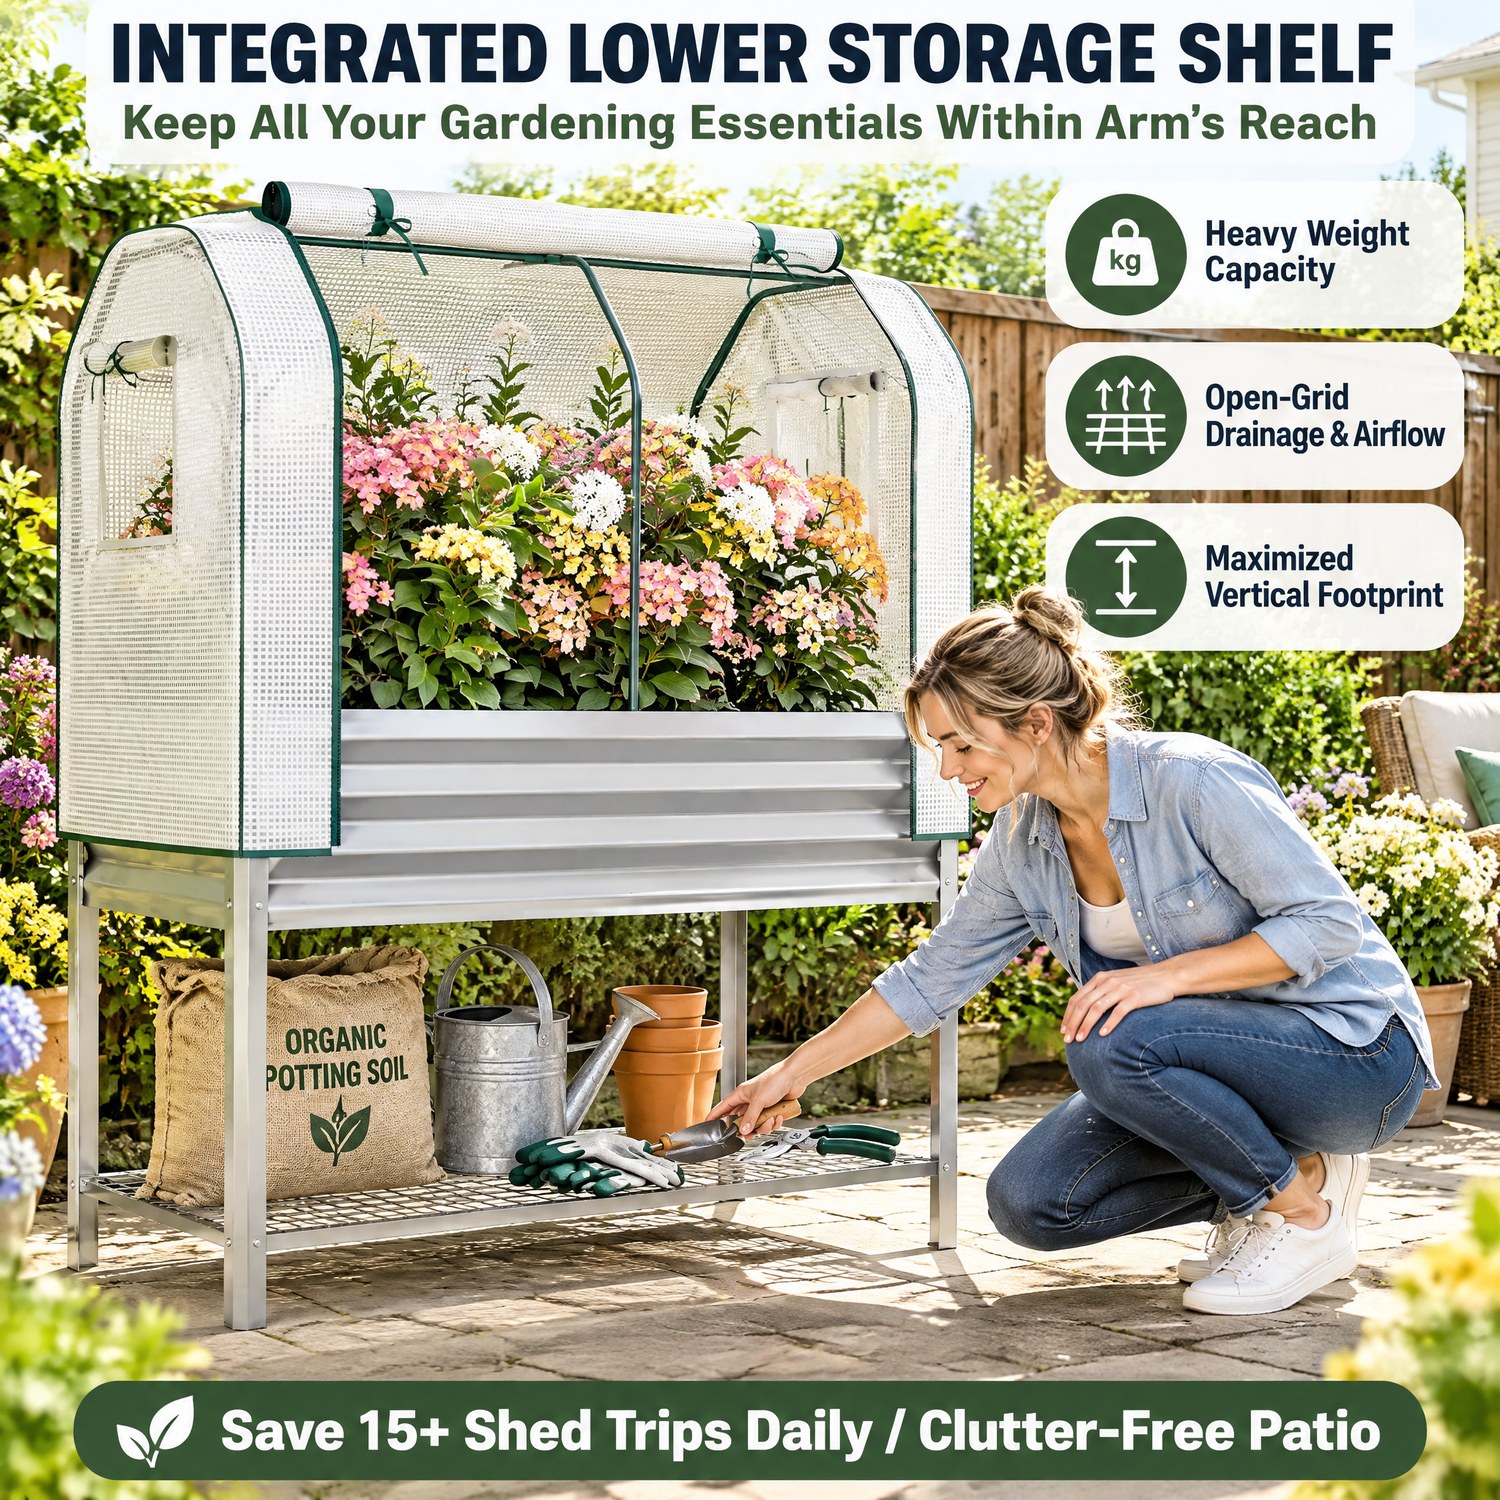 INTEGRATED LOWER STORAGE SHELF
Keep All Your Gardening Essentials Within Arm's Reach
kg
Heavy Weight
Capacity
Open-Grid
Drainage & Airflow
Maximized
Vertical Footprint
ORGANIC
POTTING SOIL
Save 15+ Shed Trips Daily / Clutter-Free Patio